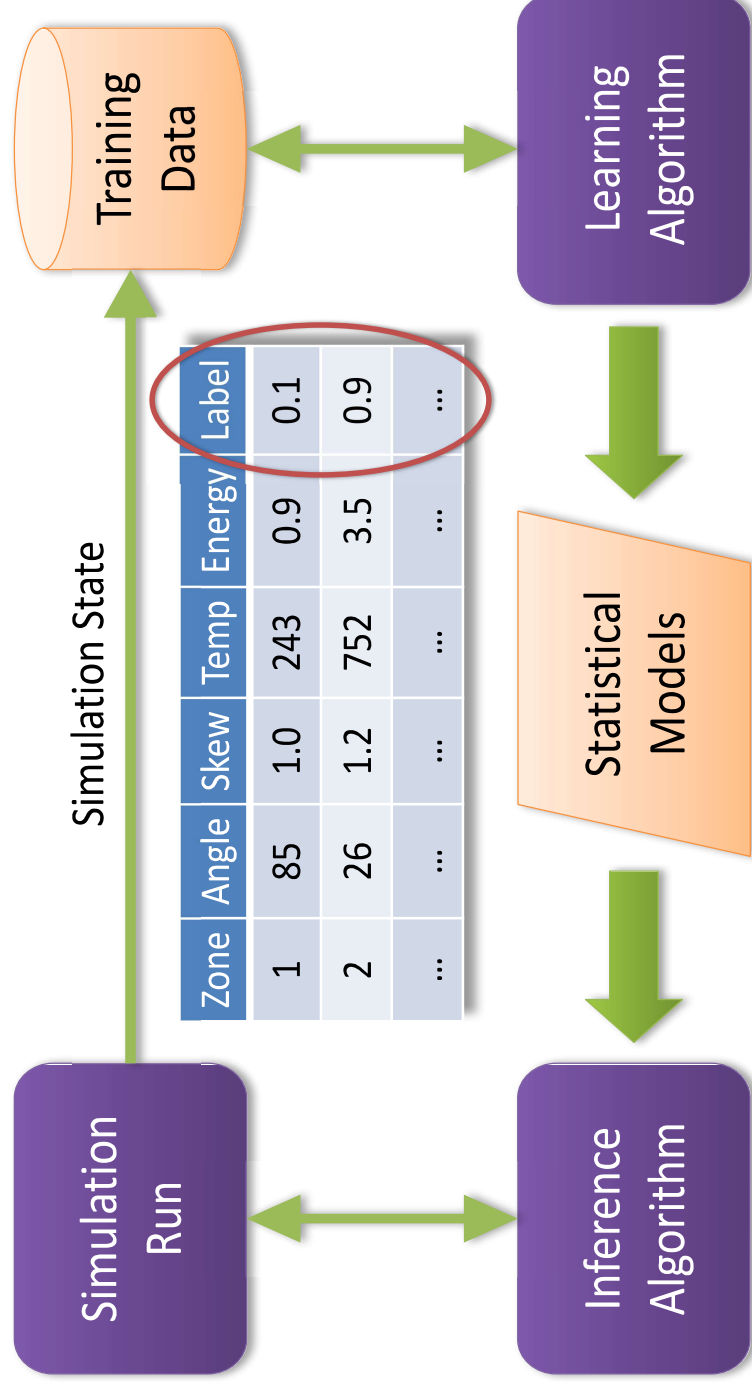 Simulation
Run
Simulation State
Training
Data
Zone Angle Skew Temp Energy Label
1 85 1.0 243 0.9 0.1
2 26 1.2 752 3.5 0.9
... ... ... ... ... ...
Inference
Algorithm
Statistical
Models
Learning
Algorithm